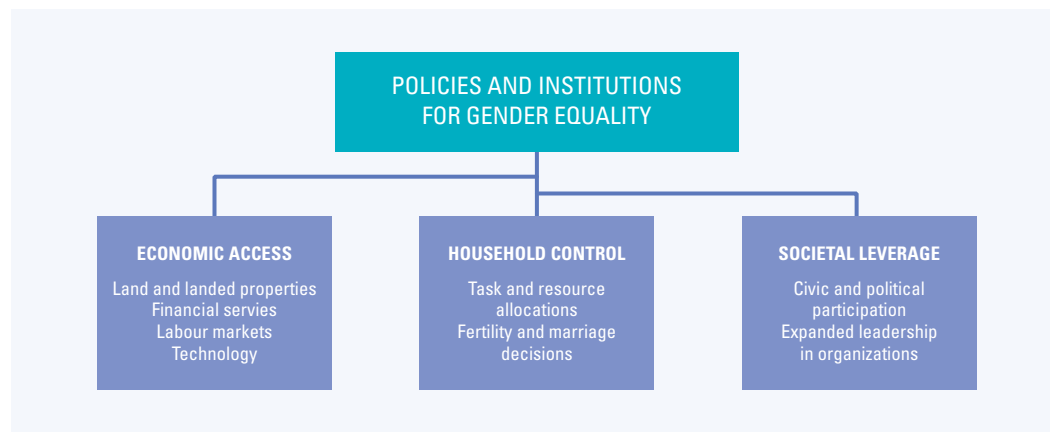 POLICIES AND INSTITUTIONS
FOR GENDER EQUALITY
ECONOMIC ACCESS
Land and landed properties
Financial servies
Labour markets
Technology
HOUSEHOLD CONTROL
Task and resource
allocations
Fertility and marriage
decisions
SOCIETAL LEVERAGE
Civic and political
participation
Expanded leadership
in organizations